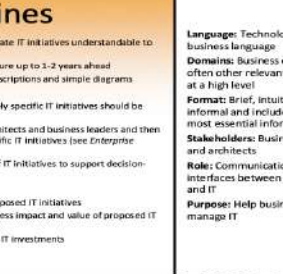 ines
ate IT initiatives understandable to
ure up to 1-2 years ahead
scriptions and simple diagrams
ly specific IT initiatives should be
hitects and business leaders and then
ific IT initiatives (see Enterprise
f IT initiatives to support decision-
posed IT initiatives
ess impact and value of proposed IT
IT investments
Language: Technolo
business language
Domains: Business
often other relevan
at a high level
Format: Brief, intuit
informal and include
most essential infor
Stakeholders: Busin
and architects
Role: Communicatio
interfaces between
and IT
Purpose: Help busin
manage IT